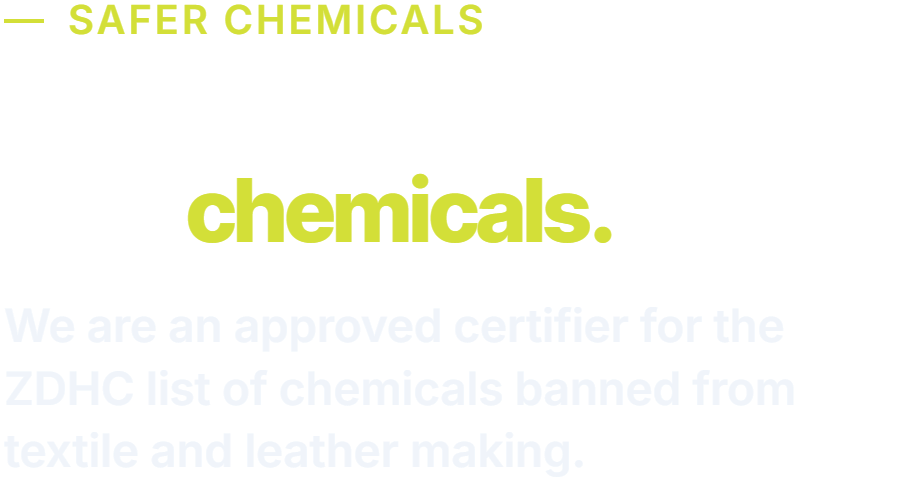 — SAFER CHEMICALS
chemicals.
We are an approved certifier for the
ZDHC list of chemicals banned from
textile and leather making.